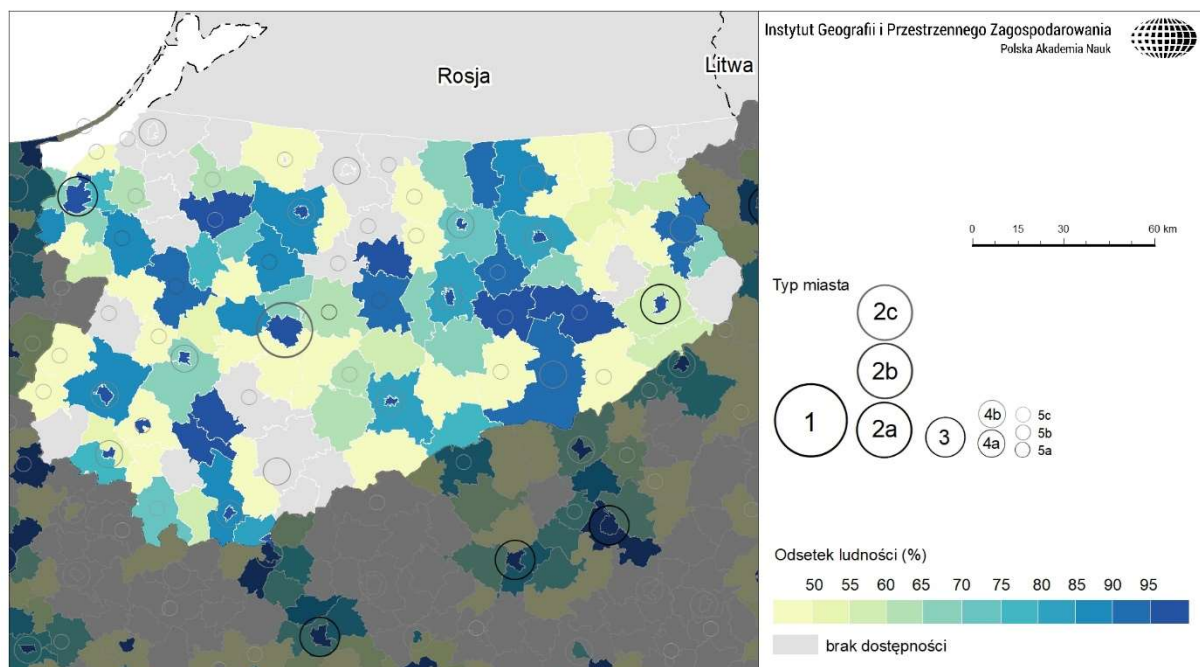 Instytut Geografii i Przestrzennego Zagospodarowania
Polska Akademia Nauk
Rosja
Litwa
0 15 30 60 km
Typ miasta
2c
2b
1
2a
3
4b
4a
5c
5b
5a
Odsetek ludności (%)
50 55 60 65 70 75 80 85 90 95
brak dostępności